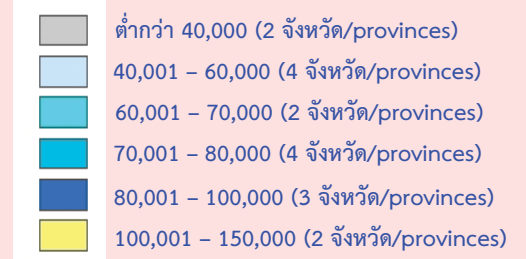 ต่ำกว่า 40,000 (2 จังหวัด/provinces)
40,001 – 60,000 (4 จังหวัด/provinces)
60,001 – 70,000 (2 จังหวัด/provinces)
70,001 – 80,000 (4 จังหวัด/provinces)
80,001 – 100,000 (3 จังหวัด/provinces)
100,001 – 150,000 (2 จังหวัด/provinces)